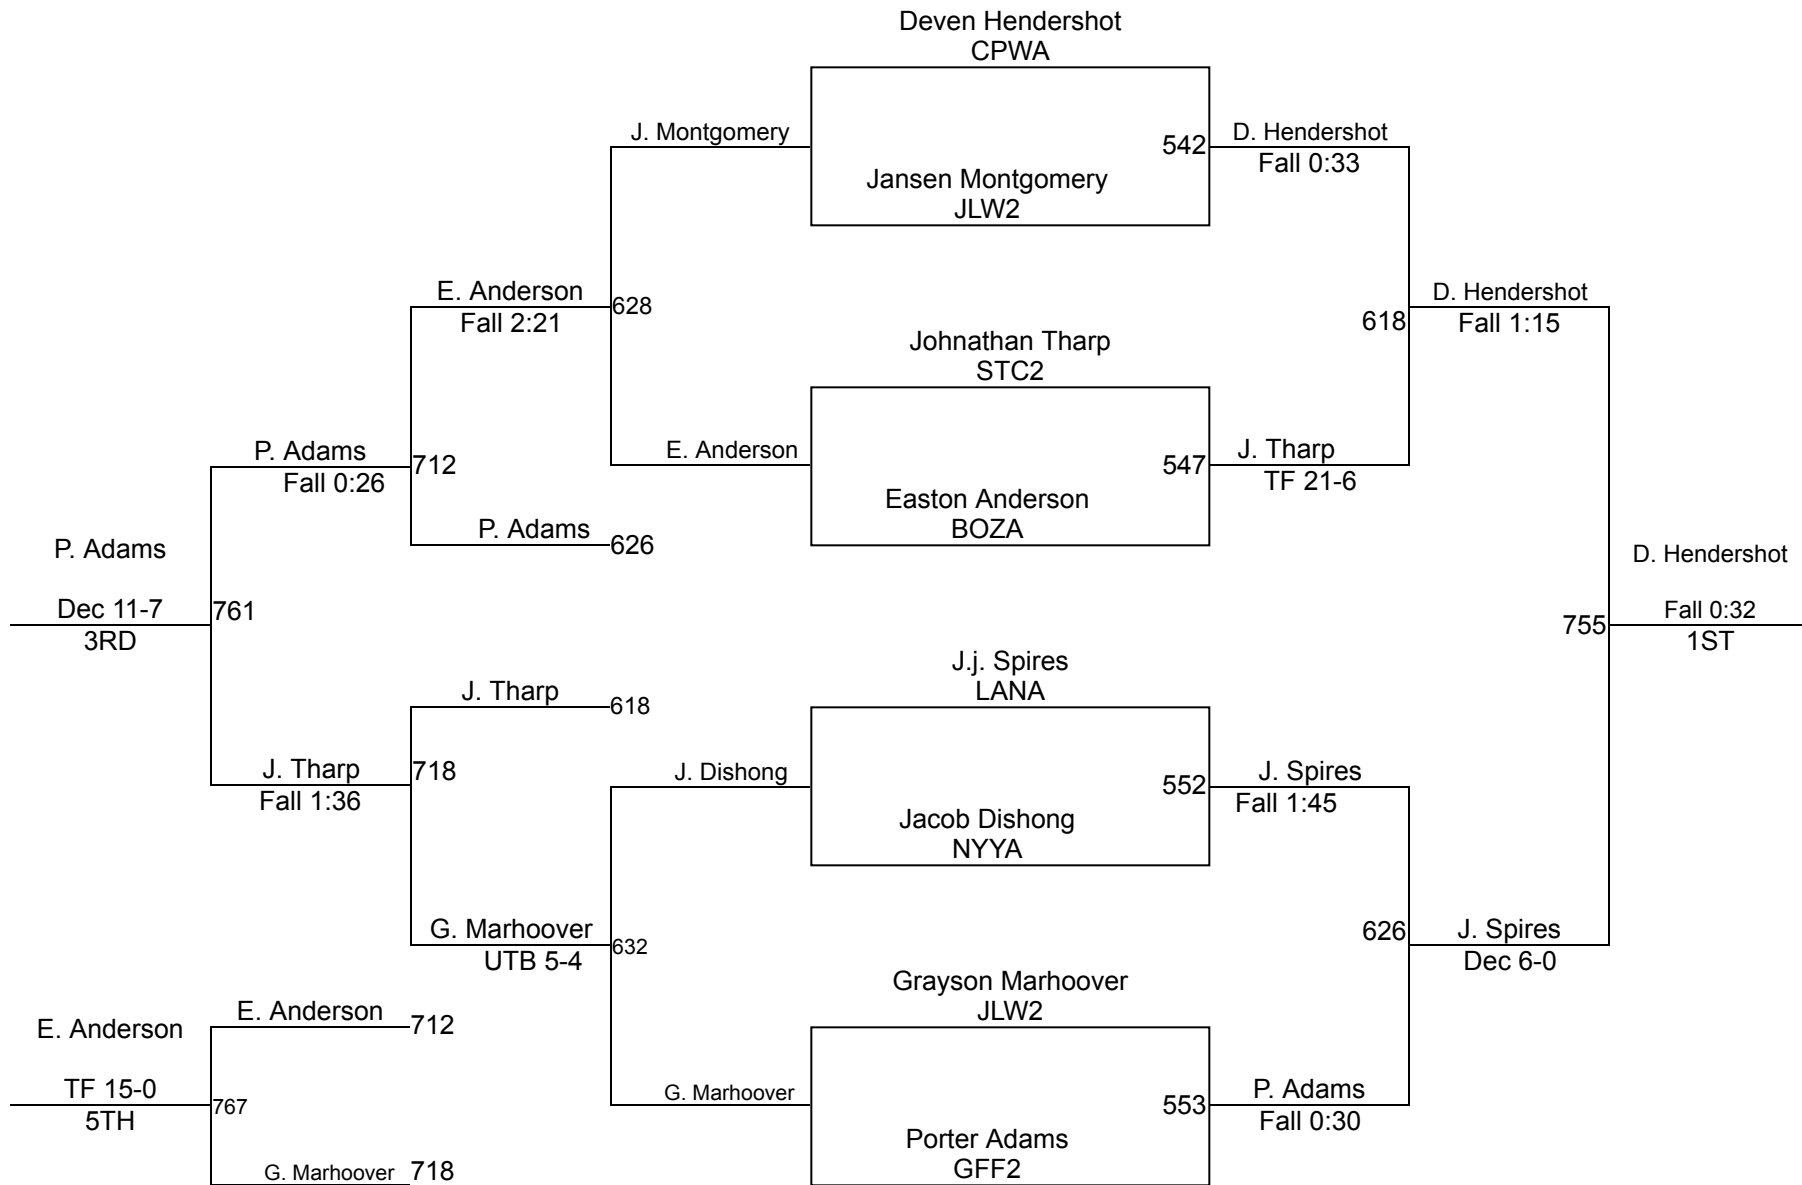 Deven Hendershot
CPWA
J. Montgomery
542
D. Hendershot
Fall 0:33
Jansen Montgomery
JLW2
E. Anderson
Fall 2:21
628
618
D. Hendershot
Fall 1:15
Johnathan Tharp
STC2
P. Adams
Fall 0:26
712
E. Anderson
547
J. Tharp
TF 21-6
Easton Anderson
BOZA
P. Adams
626
P. Adams
Dec 11-7
3RD
761
D. Hendershot
755
Fall 0:32
1ST
J.j. Spires
LANA
J. Tharp
618
J. Tharp
Fall 1:36
718
J. Dishong
552
J. Spires
Fall 1:45
Jacob Dishong
NYYA
G. Marhoover
UTB 5-4
632
626
J. Spires
Dec 6-0
Grayson Marhoover
JLW2
E. Anderson
E. Anderson
712
TF 15-0
5TH
767
G. Marhoover
553
P. Adams
Fall 0:30
Porter Adams
GFF2
G. Marhoover
718